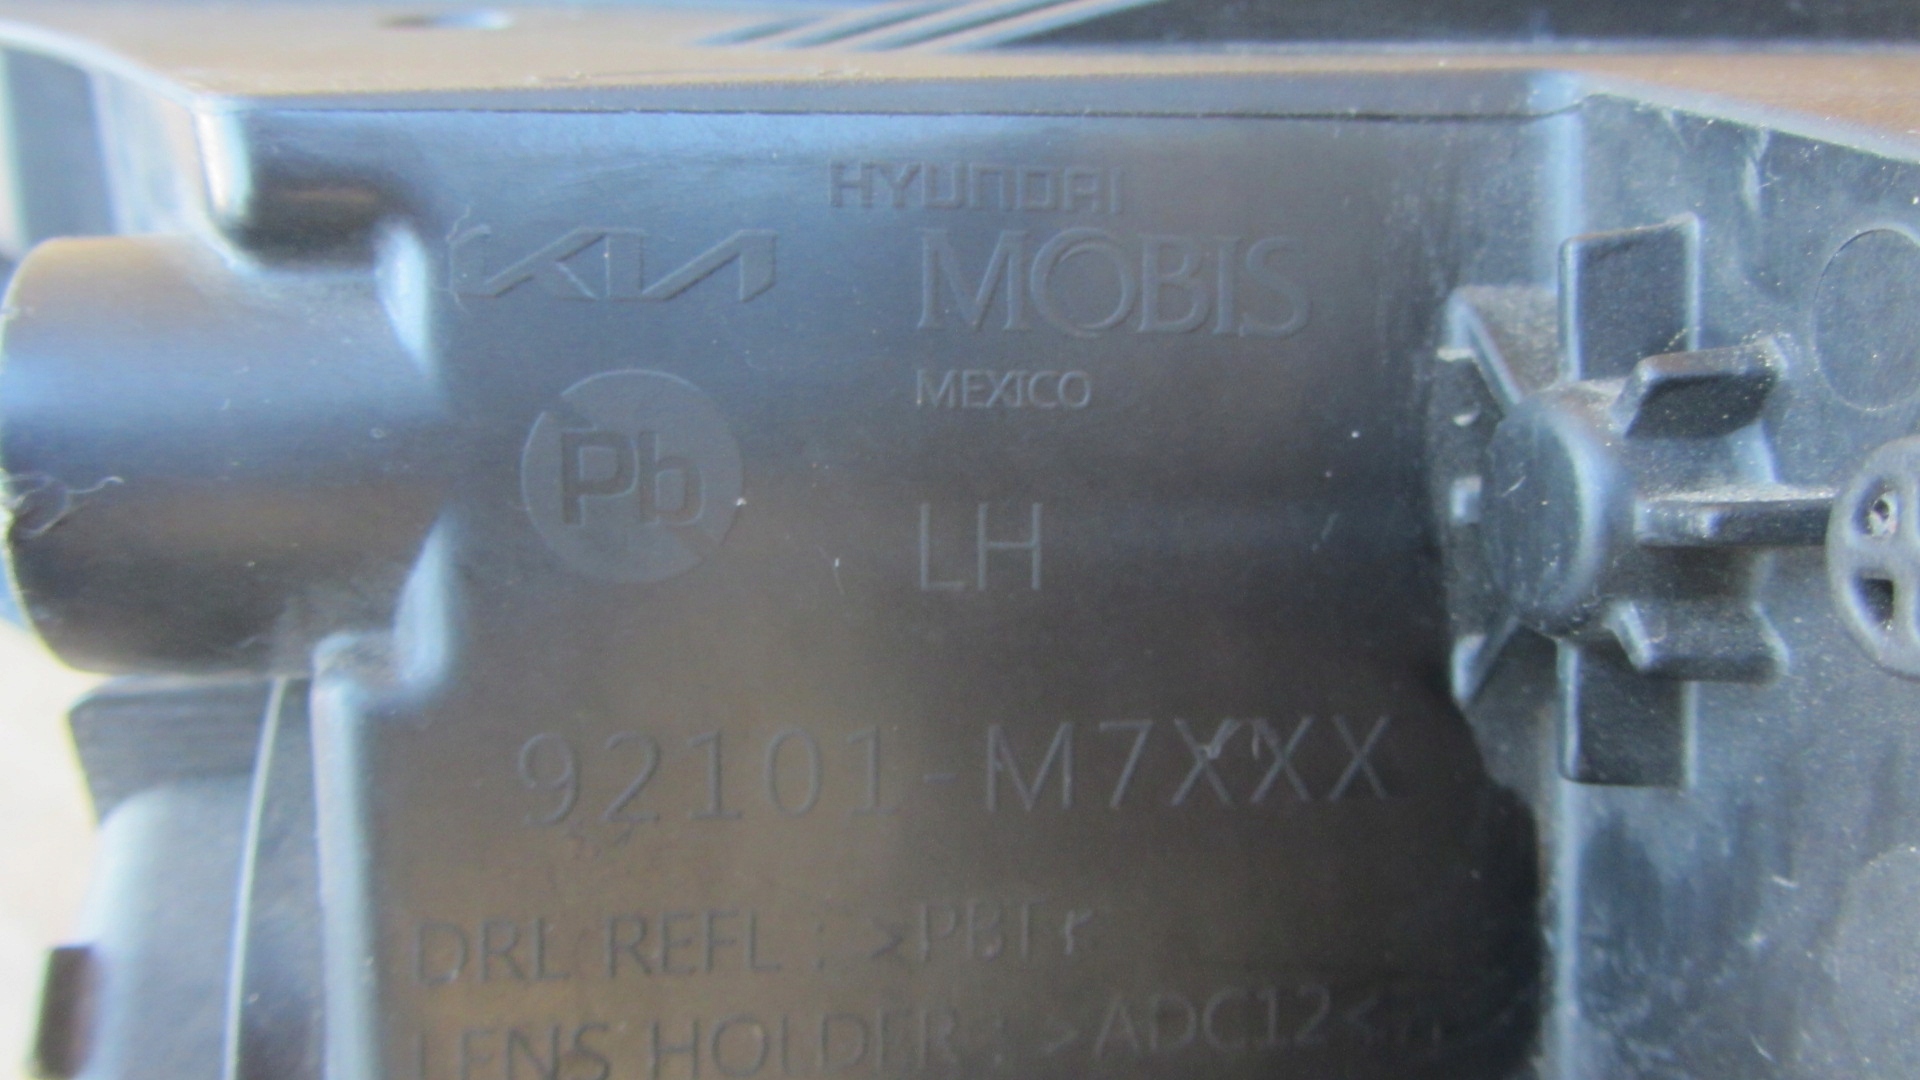 HYUNDAI
KIA MOBIS
MEXICO
Pb
LH
92101-M7XXX
DRL REFL : >PBT<
LENS HOLDER : >ADC12<